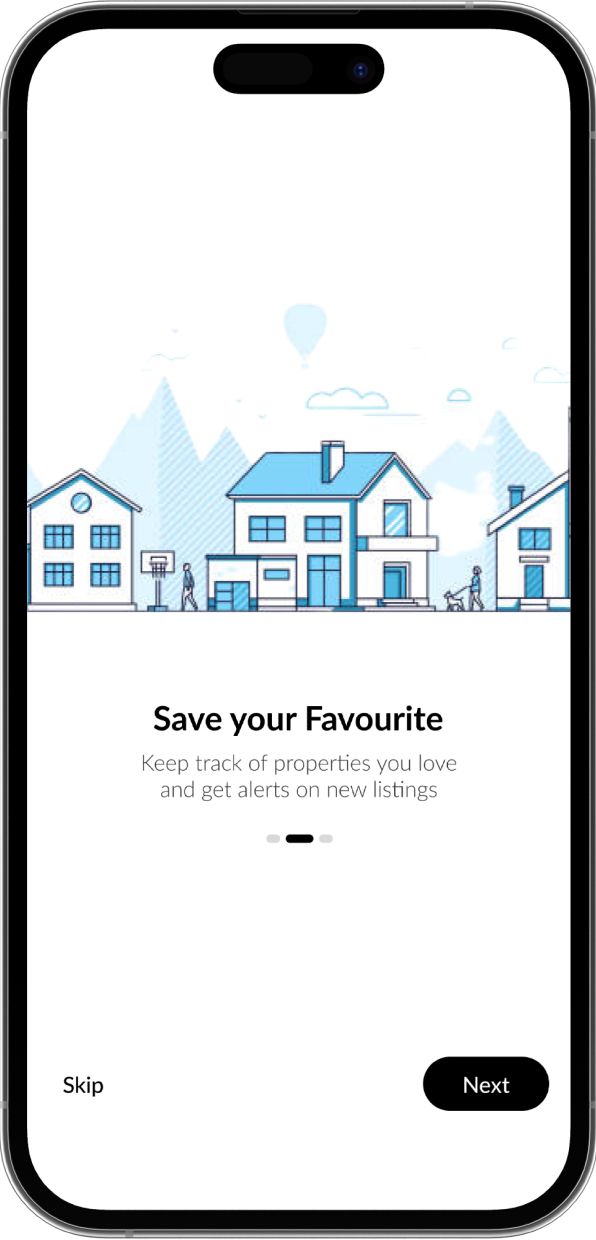 Save your Favourite
Keep track of properties you love
and get alerts on new listings
Skip
Next